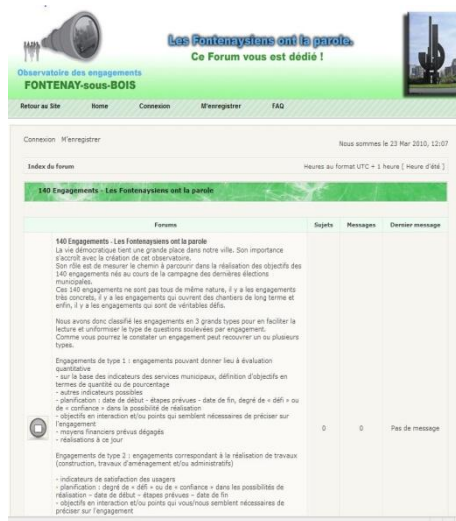 Les Fontenaysiens ont la parole.
Ce Forum vous est dédié !
Observatoire des engagements
FONTENAY-sous-BOIS
Retour au Site Home Connexion M'enregistrer FAQ
Connexion M'enregistrer
Nous sommes le 23 Mar 2010, 12:07
Index du forum Heures au format UTC + 1 heure [ Heure d'été ]
140 Engagements - Les Fontenaysiens ont la parole
Forums Sujets Messages Dernier message
140 Engagements - Les Fontenaysiens ont la parole
La vie démocratique tient une grande place dans notre ville. Son importance
s'accroît avec la création de cet observatoire.
Son rôle est de mesurer le chemin à parcourir dans la réalisation des objectifs des
140 engagements nés au cours de la campagne des dernières élections
municipales.
Ces 140 engagements ne sont pas tous de même nature, il y a les engagements
très concrets, il y a les engagements qui ouvrent des chantiers de long terme et
enfin, il y a les engagements qui sont de véritables défis.
Nous avons donc classifié les engagements en 3 grands types pour en faciliter la
lecture et uniformiser le type de questions soulevées par engagement.
Comme vous pourrez le constater un engagement peut recouvrir un ou plusieurs
types.
Engagements de type 1 : engagements pouvant donner lieu à évaluation
quantitative
- sur la base des indicateurs des services municipaux, définition d'objectifs en
termes de quantité ou de pourcentage
- autres indicateurs possibles
- planification : date de début - étapes prévues - date de fin, degré de « défi » ou
de « confiance » dans la possibilité de réalisation
- objectifs en interaction et/ou points qui semblent nécessaires de préciser sur
l'engagement
- moyens financiers prévus dégagés
- réalisations à ce jour
0 0 Pas de message
Engagements de type 2 : engagements correspondant à la réalisation de travaux
(construction, travaux d'aménagement et/ou administratifs)
- indicateurs de satisfaction des usagers
- planification : degré de « défi » ou de « confiance » dans les possibilités de
réalisation – date de début – étapes prévues – date de fin
- objectifs en interaction et/ou points qui vous/nous semblent nécessaires de
préciser sur l'engagement